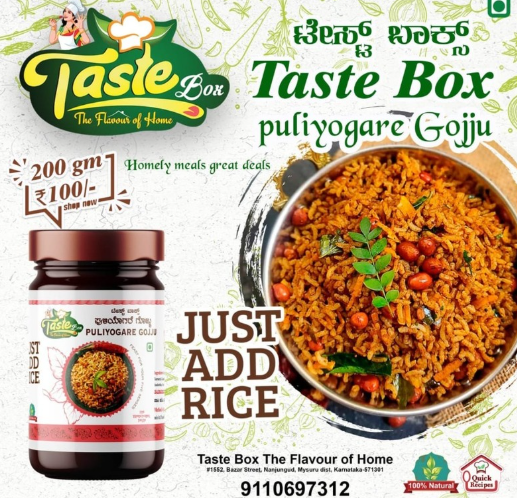 Taste Box
The Flavour of Home
ಟೇಸ್ಟ್ ಬಾಕ್ಸ್
Taste Box
puliyogare Gojju
200 gm
₹100/-
shop now
Homely meals great deals
JUST
ADD
RICE
Taste Box
ಟೇಸ್ಟ್ ಬಾಕ್ಸ್
ಪುಳಿಯೋಗರೆ ಗೊಜ್ಜು
PULIYOGARE GOJJU
JUST
ADD
RICE
Taste Box The Flavour of Home
#1552, Bazar Street, Nanjungud, Mysuru dist, Karnataka-571301
9110697312
100% Natural
Quick
Recipes